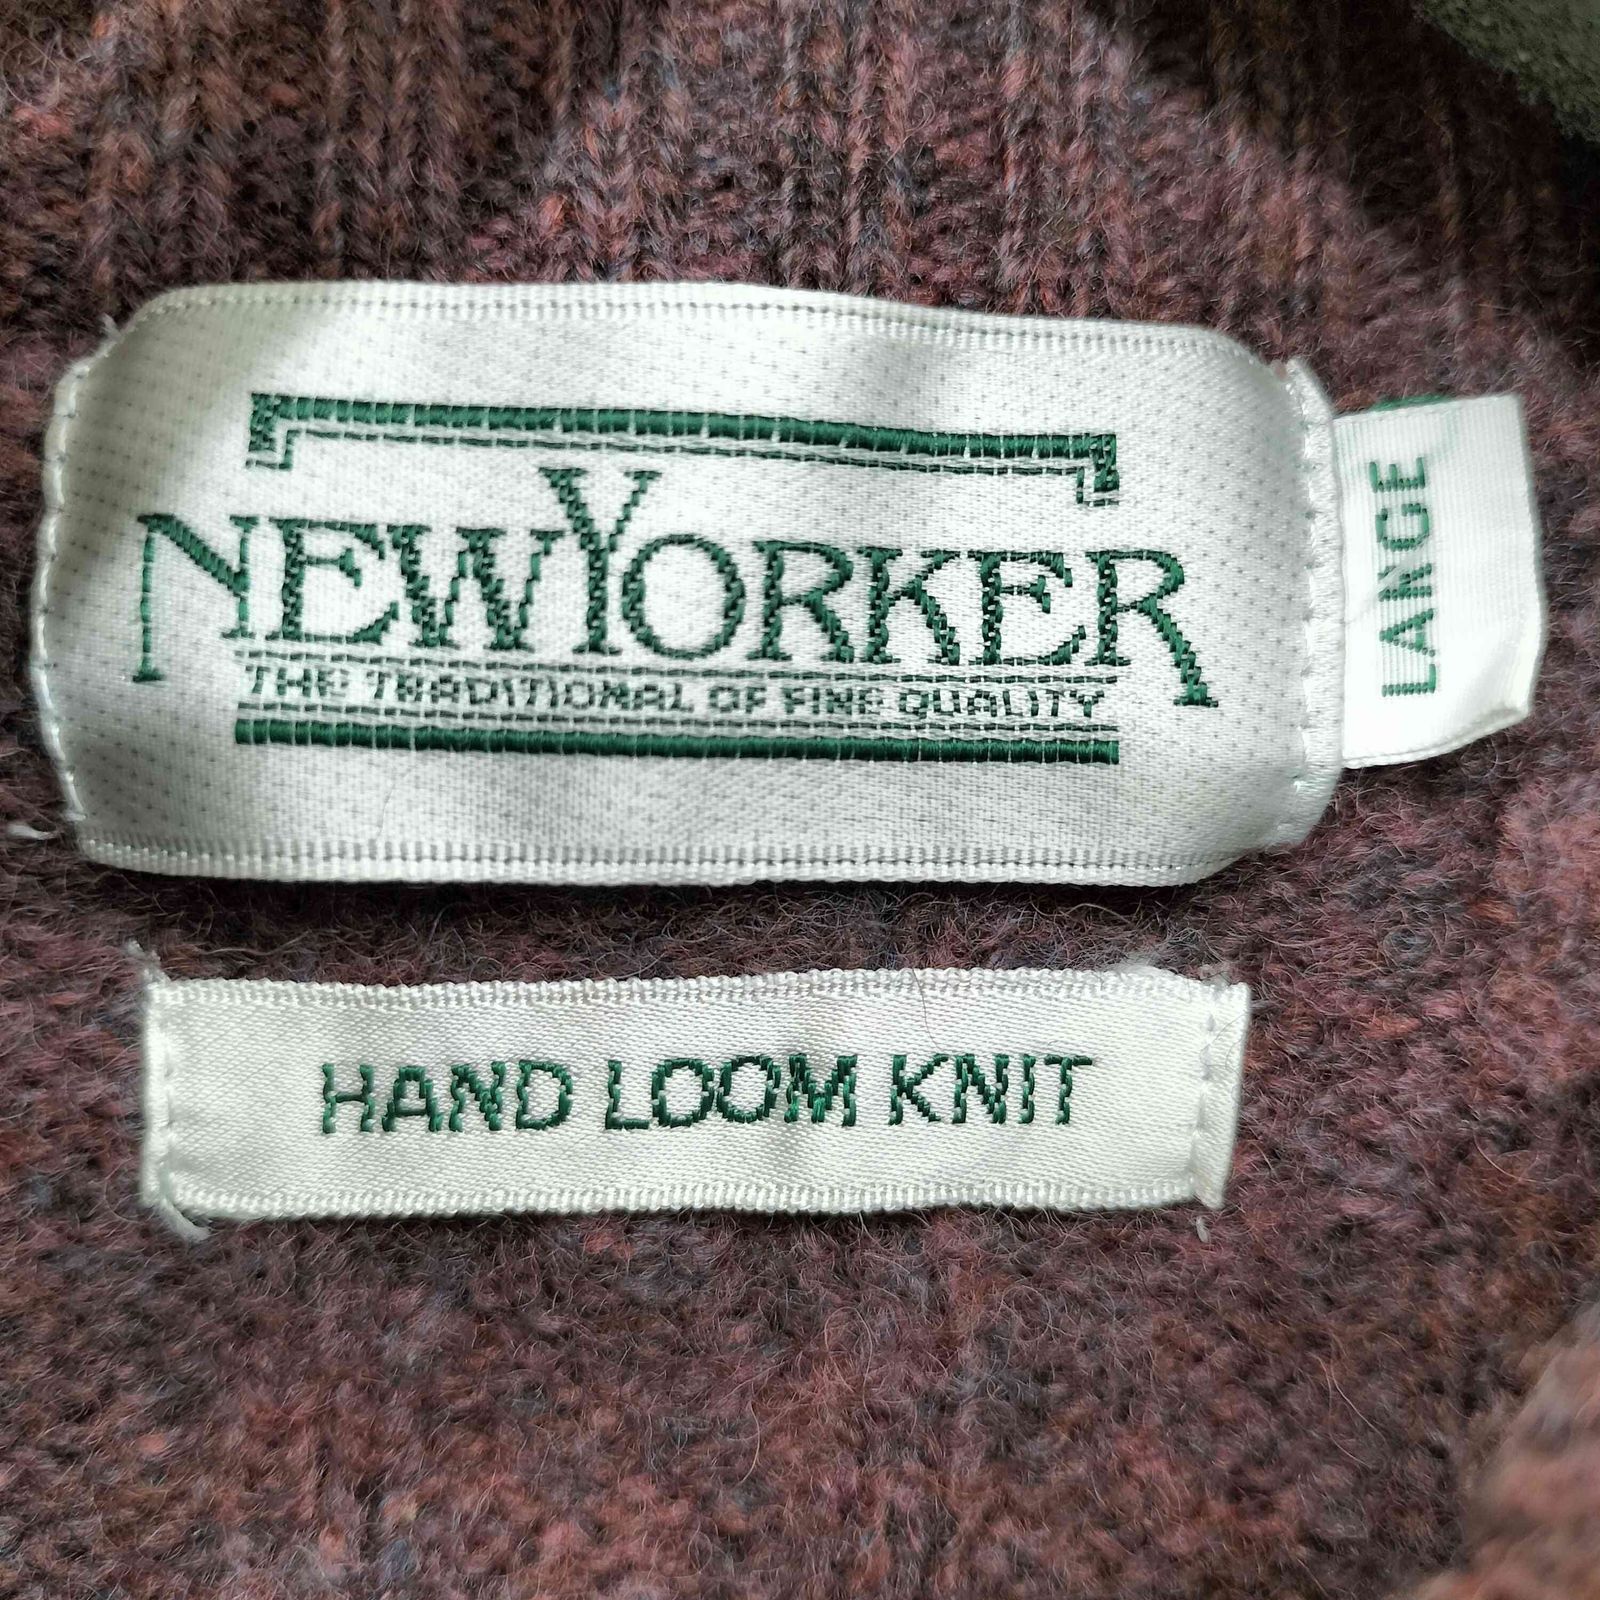 NEWYORKER
THE TRADITIONAL OF FINE QUALITY
LANGE
HAND LOOM KNIT